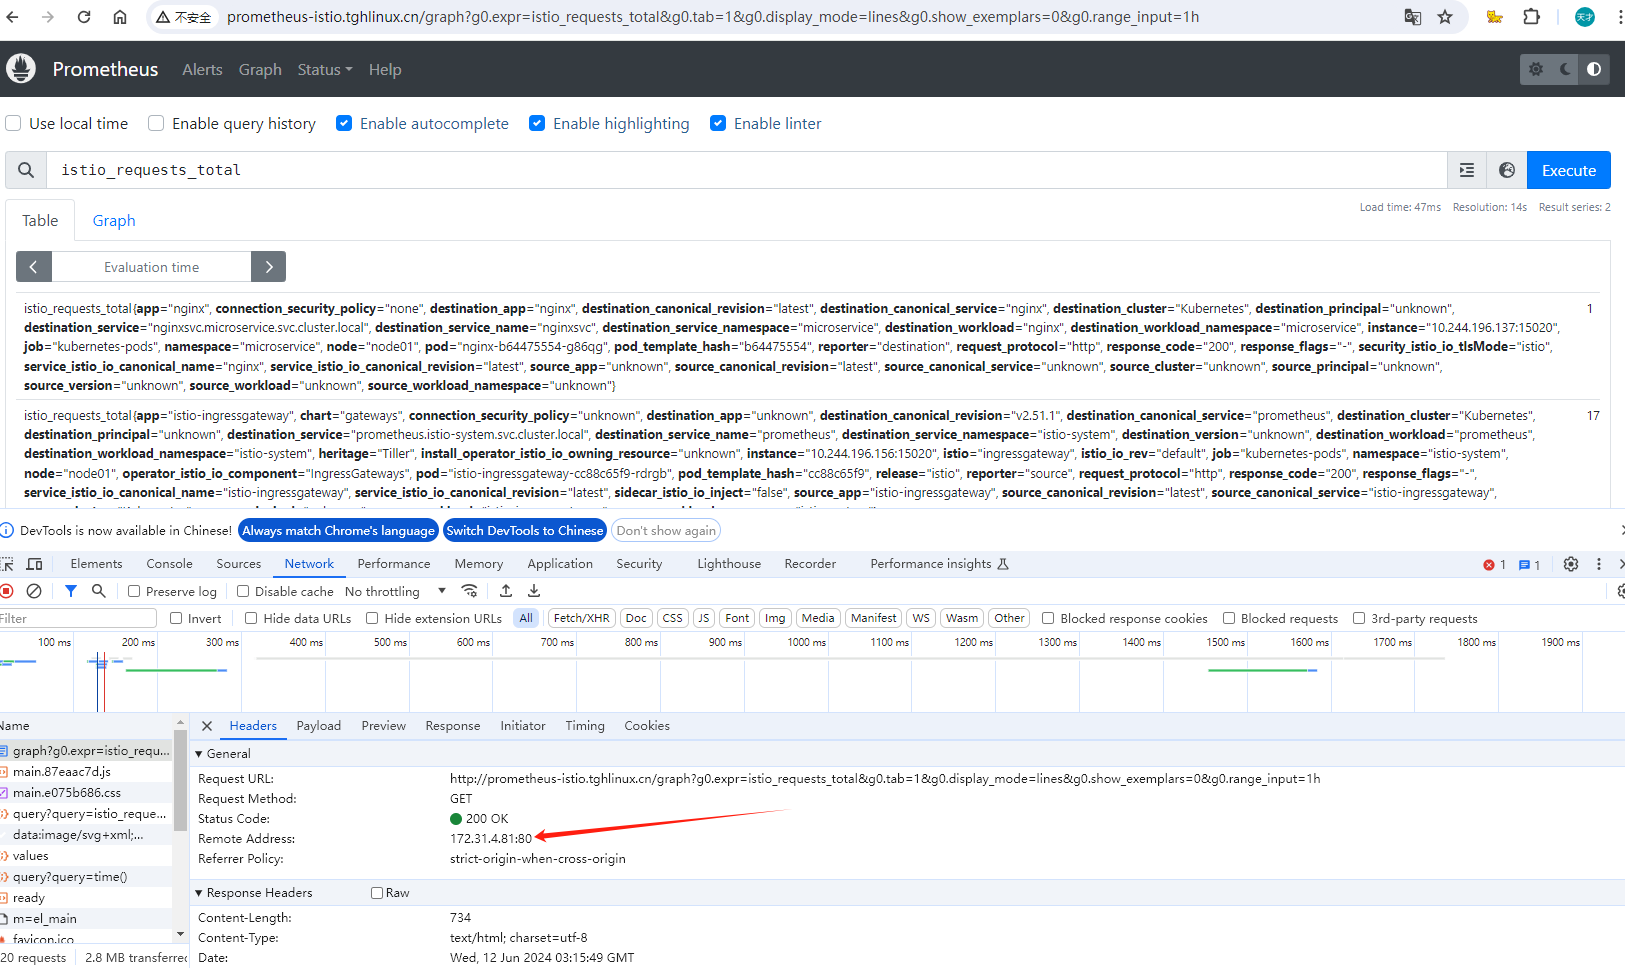 不安全 prometheus-istio.tghlinux.cn/graph?g0.expr=istio_requests_total&g0.tab=1&g0.display_mode=lines&g0.show_exemplars=0&g0.range_input=1h 天才
Prometheus Alerts Graph Status Help
Use local time Enable query history Enable autocomplete Enable highlighting Enable linter
istio_requests_total Execute
Table Graph Load time: 47ms Resolution: 14s Result series: 2
Evaluation time
istio_requests_total{app="nginx", connection_security_policy="none", destination_app="nginx", destination_canonical_revision="latest", destination_canonical_service="nginx", destination_cluster="Kubernetes", destination_principal="unknown", 1
destination_service="nginxsvc.microservice.svc.cluster.local", destination_service_name="nginxsvc", destination_service_namespace="microservice", destination_workload="nginx", destination_workload_namespace="microservice", instance="10.244.196.137:15020",
job="kubernetes-pods", namespace="microservice", node="node01", pod="nginx-b64475554-g86qg", pod_template_hash="b64475554", reporter="destination", request_protocol="http", response_code="200", response_flags="-", security_istio_io_tlsMode="istio",
service_istio_io_canonical_name="nginx", service_istio_io_canonical_revision="latest", source_app="unknown", source_canonical_revision="latest", source_canonical_service="unknown", source_cluster="unknown", source_principal="unknown",
source_version="unknown", source_workload="unknown", source_workload_namespace="unknown"}
istio_requests_total{app="istio-ingressgateway", chart="gateways", connection_security_policy="unknown", destination_app="unknown", destination_canonical_revision="v2.51.1", destination_canonical_service="prometheus", destination_cluster="Kubernetes", 17
destination_principal="unknown", destination_service="prometheus.istio-system.svc.cluster.local", destination_service_name="prometheus", destination_service_namespace="istio-system", destination_version="unknown", destination_workload="prometheus",
destination_workload_namespace="istio-system", heritage="Tiller", install_operator_istio_io_owning_resource="unknown", instance="10.244.196.156:15020", istio="ingressgateway", istio_io_rev="default", job="kubernetes-pods", namespace="istio-system",
node="node01", operator_istio_io_component="IngressGateways", pod="istio-ingressgateway-cc88c65f9-rdrgb", pod_template_hash="cc88c65f9", release="istio", reporter="source", request_protocol="http", response_code="200", response_flags="-",
service_istio_io_canonical_name="istio-ingressgateway", service_istio_io_canonical_revision="latest", sidecar_istio_io_inject="false", source_app="istio-ingressgateway", source_canonical_revision="latest", source_canonical_service="istio-ingressgateway",
DevTools is now available in Chinese! Always match Chrome's language Switch DevTools to Chinese Don't show again
Elements Console Sources Network Performance Memory Application Security Lighthouse Recorder Performance insights 1 1
Preserve log Disable cache No throttling
Filter Invert Hide data URLs Hide extension URLs All Fetch/XHR Doc CSS JS Font Img Media Manifest WS Wasm Other Blocked response cookies Blocked requests 3rd-party requests
100 ms 200 ms 300 ms 400 ms 500 ms 600 ms 700 ms 800 ms 900 ms 1000 ms 1100 ms 1200 ms 1300 ms 1400 ms 1500 ms 1600 ms 1700 ms 1800 ms 1900 ms
Name Headers Payload Preview Response Initiator Timing Cookies
graph?g0.expr=istio_requ...
main.87eaac7d.js
main.e075b686.css
query?query=istio_reque...
data:image/svg+xml;...
values
query?query=time()
ready
m=el_main
favicon.ico
20 requests 2.8 MB transferre
General
Request URL: http://prometheus-istio.tghlinux.cn/graph?g0.expr=istio_requests_total&g0.tab=1&g0.display_mode=lines&g0.show_exemplars=0&g0.range_input=1h
Request Method: GET
Status Code: 200 OK
Remote Address: 172.31.4.81:80
Referrer Policy: strict-origin-when-cross-origin
Response Headers Raw
Content-Length: 734
Content-Type: text/html; charset=utf-8
Date: Wed, 12 Jun 2024 03:15:49 GMT